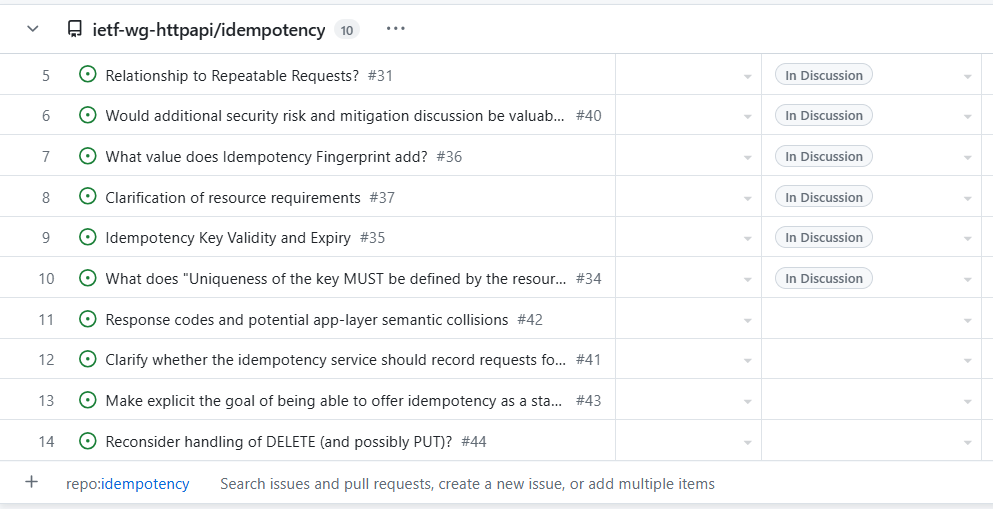 ietf-wg-httpapi/idempotency 10 ...
5 Relationship to Repeatable Requests? #31 In Discussion
6 Would additional security risk and mitigation discussion be valuab... #40 In Discussion
7 What value does Idempotency Fingerprint add? #36 In Discussion
8 Clarification of resource requirements #37 In Discussion
9 Idempotency Key Validity and Expiry #35 In Discussion
10 What does "Uniqueness of the key MUST be defined by the resour... #34 In Discussion
11 Response codes and potential app-layer semantic collisions #42
12 Clarify whether the idempotency service should record requests fo... #41
13 Make explicit the goal of being able to offer idempotency as a sta... #43
14 Reconsider handling of DELETE (and possibly PUT)? #44
+ repo:idempotency Search issues and pull requests, create a new issue, or add multiple items